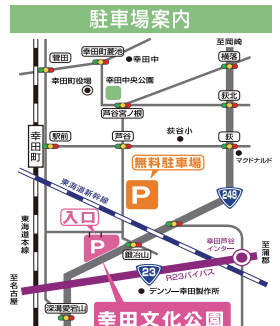 駐車場案内
至岡崎
菅田
幸田町菱池
幸田中
横落
幸田町役場
幸田中央公園
荻北
芦谷宮ノ根
幸田町
駅前
芦谷
荻谷小
荻
マクドナルド
無料駐車場
P
東海道新幹線
248
入口
P
東海道本線
鍛冶山
幸田芦谷
インター
至蒲郡
23
R23バイパス
至名古屋
デンソー幸田製作所
深溝愛宕山
幸田文化公園